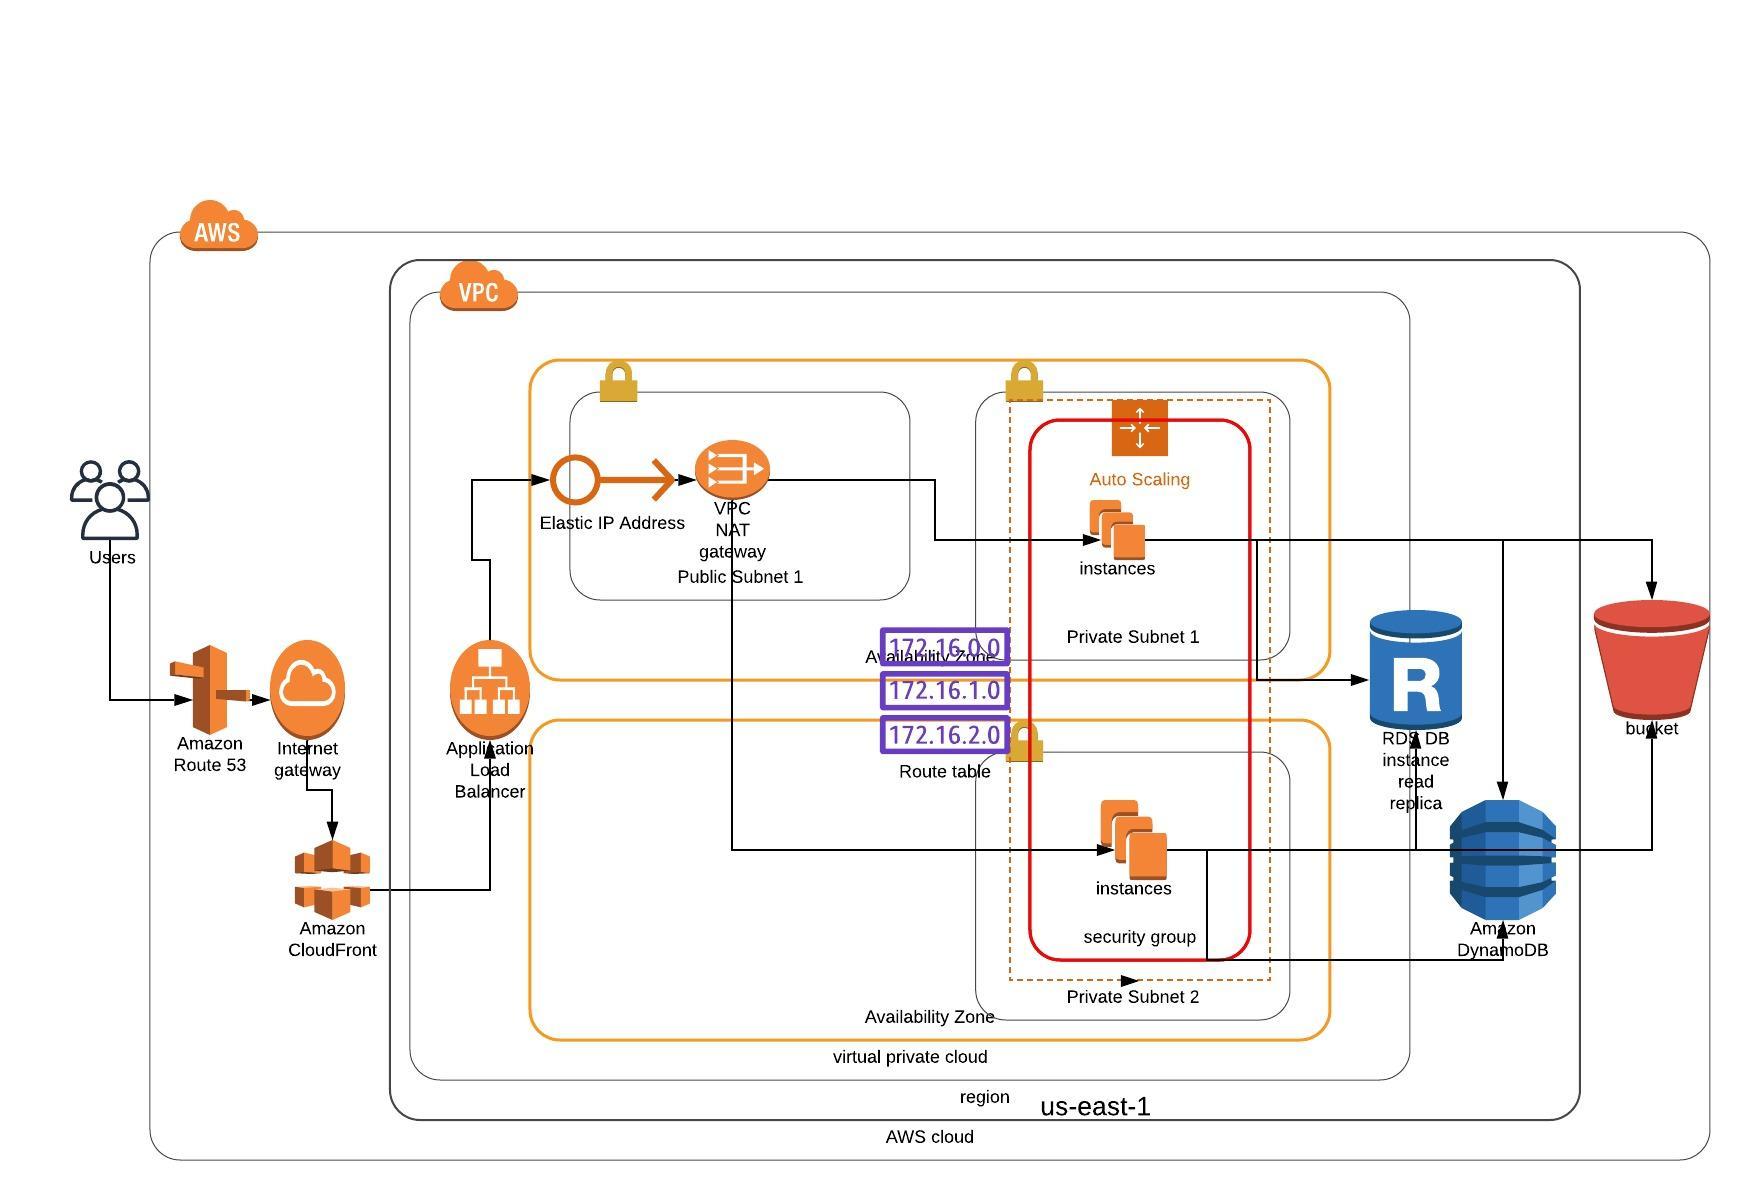 AWS
VPC
Auto Scaling
Elastic IP Address
VPC
NAT
gateway
Public Subnet 1
instances
Users
Private Subnet 1
172.16.0.0
Availability Zone
172.16.1.0
172.16.2.0
Route table
Amazon
Route 53
Internet
gateway
Application
Load
Balancer
RDS DB
instance
read
replica
bucket
instances
Amazon
CloudFront
security group
Amazon
DynamoDB
Private Subnet 2
Availability Zone
virtual private cloud
region
us-east-1
AWS cloud